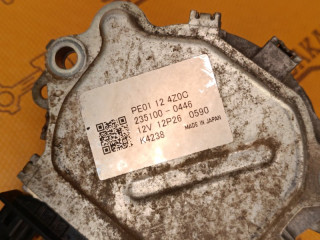 PE01 12 4Z0C
235100-0446
12V 12P26 0590
K4238 MADE IN JAPAN